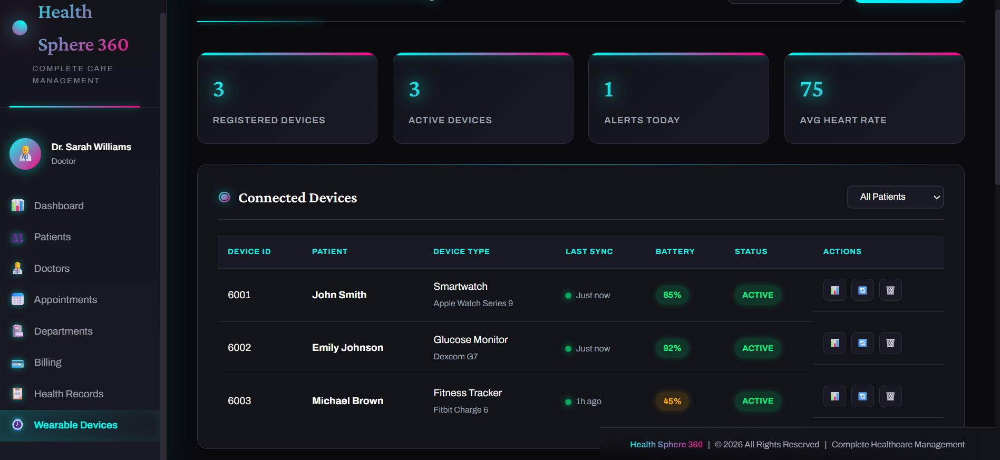 Health
Sphere 360
COMPLETE CARE
MANAGEMENT
Dr. Sarah Williams
Doctor
Dashboard
Patients
Doctors
Appointments
Departments
Billing
Health Records
Wearable Devices
3
REGISTERED DEVICES
3
ACTIVE DEVICES
1
ALERTS TODAY
75
AVG HEART RATE
Connected Devices
All Patients
DEVICE ID PATIENT DEVICE TYPE LAST SYNC BATTERY STATUS ACTIONS
6001 John Smith Smartwatch Just now 85% ACTIVE
Apple Watch Series 9
6002 Emily Johnson Glucose Monitor Just now 92% ACTIVE
Dexcom G7
6003 Michael Brown Fitness Tracker 1h ago 45% ACTIVE
Fitbit Charge 6
Health Sphere 360 | © 2026 All Rights Reserved | Complete Healthcare Management